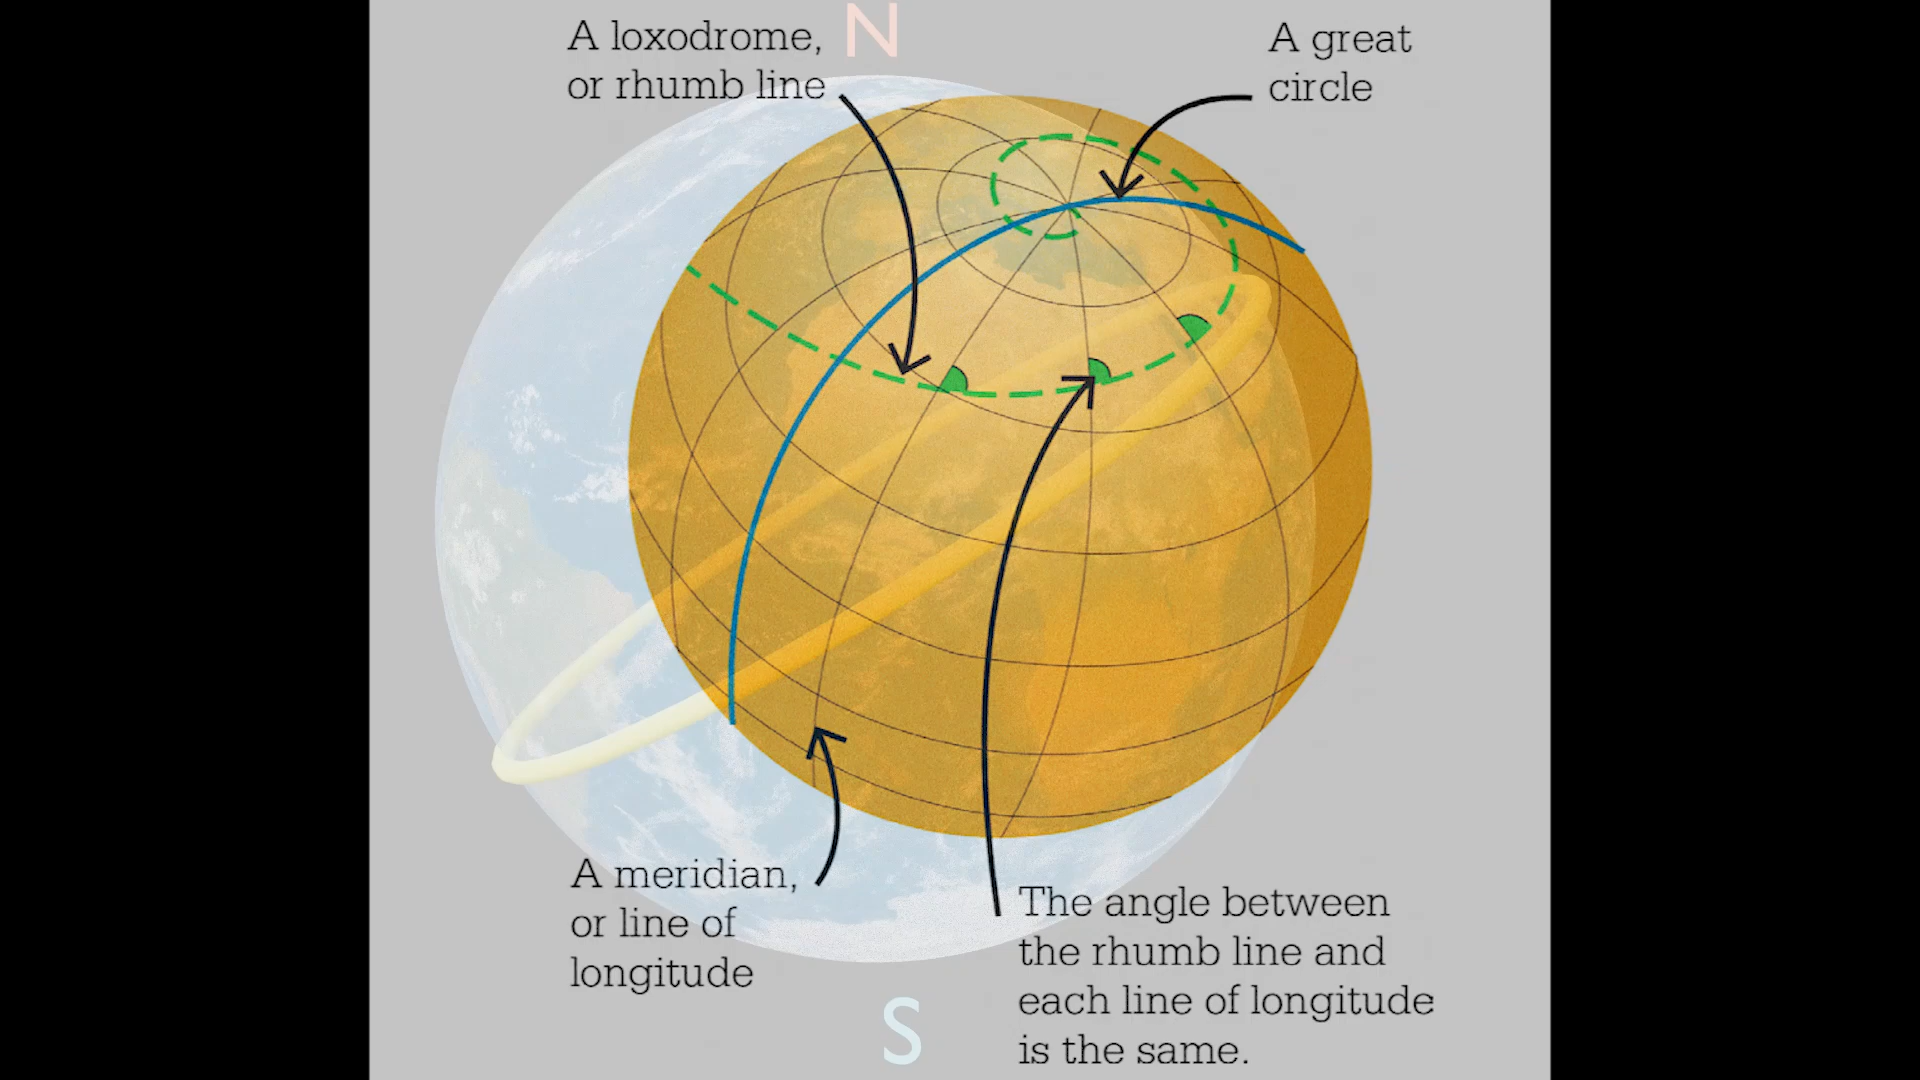 A loxodrome,
or rhumb line
N
A great
circle
A meridian,
or line of
longitude
The angle between
the rhumb line and
each line of longitude
is the same.
S